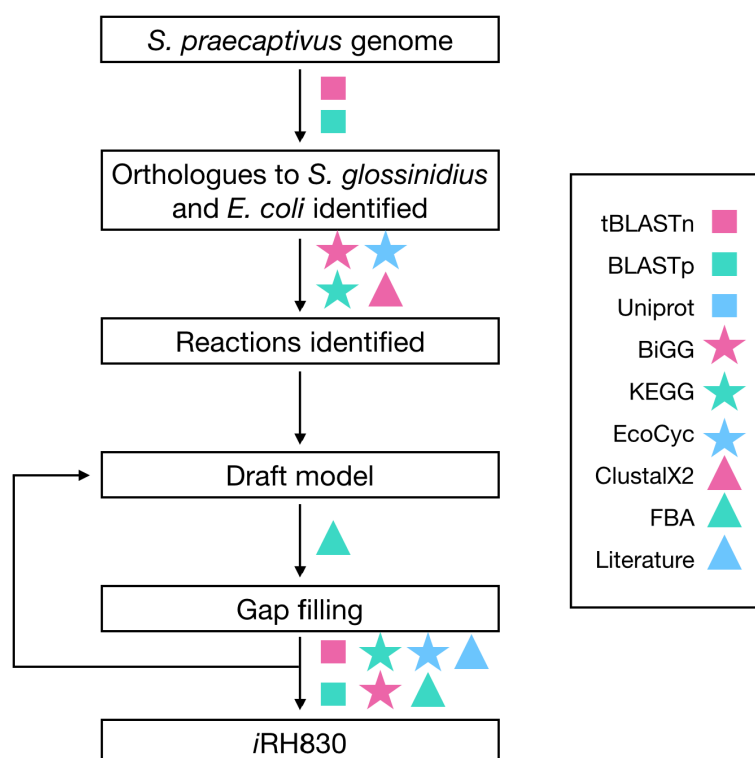 S. praecaptivus genome
Orthologues to S. glossinidius
and E. coli identified
Reactions identified
Draft model
Gap filling
iRH830
tBLASTn
BLASTp
Uniprot
BiGG
KEGG
EcoCyc
ClustalX2
FBA
Literature